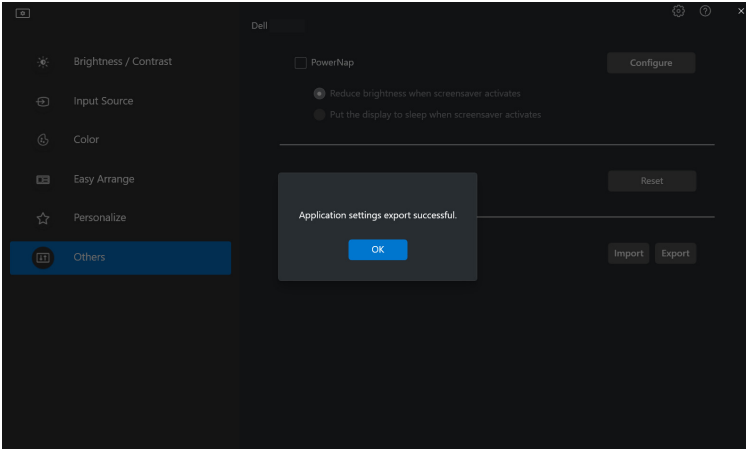 Dell
Brightness / Contrast
Input Source
Color
Easy Arrange
Personalize
Others
PowerNap
Configure
Reduce brightness when screensaver activates
Put the display to sleep when screensaver activates
Reset
Application settings export successful.
OK
Import Export